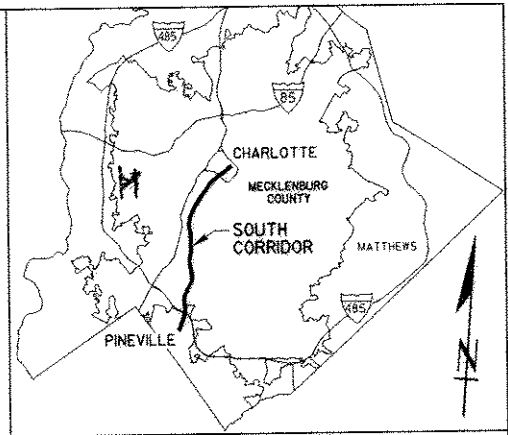 485
85
CHARLOTTE
MECKLENBURG
COUNTY
SOUTH
CORRIDOR
MATTHEWS
485
PINEVILLE
N